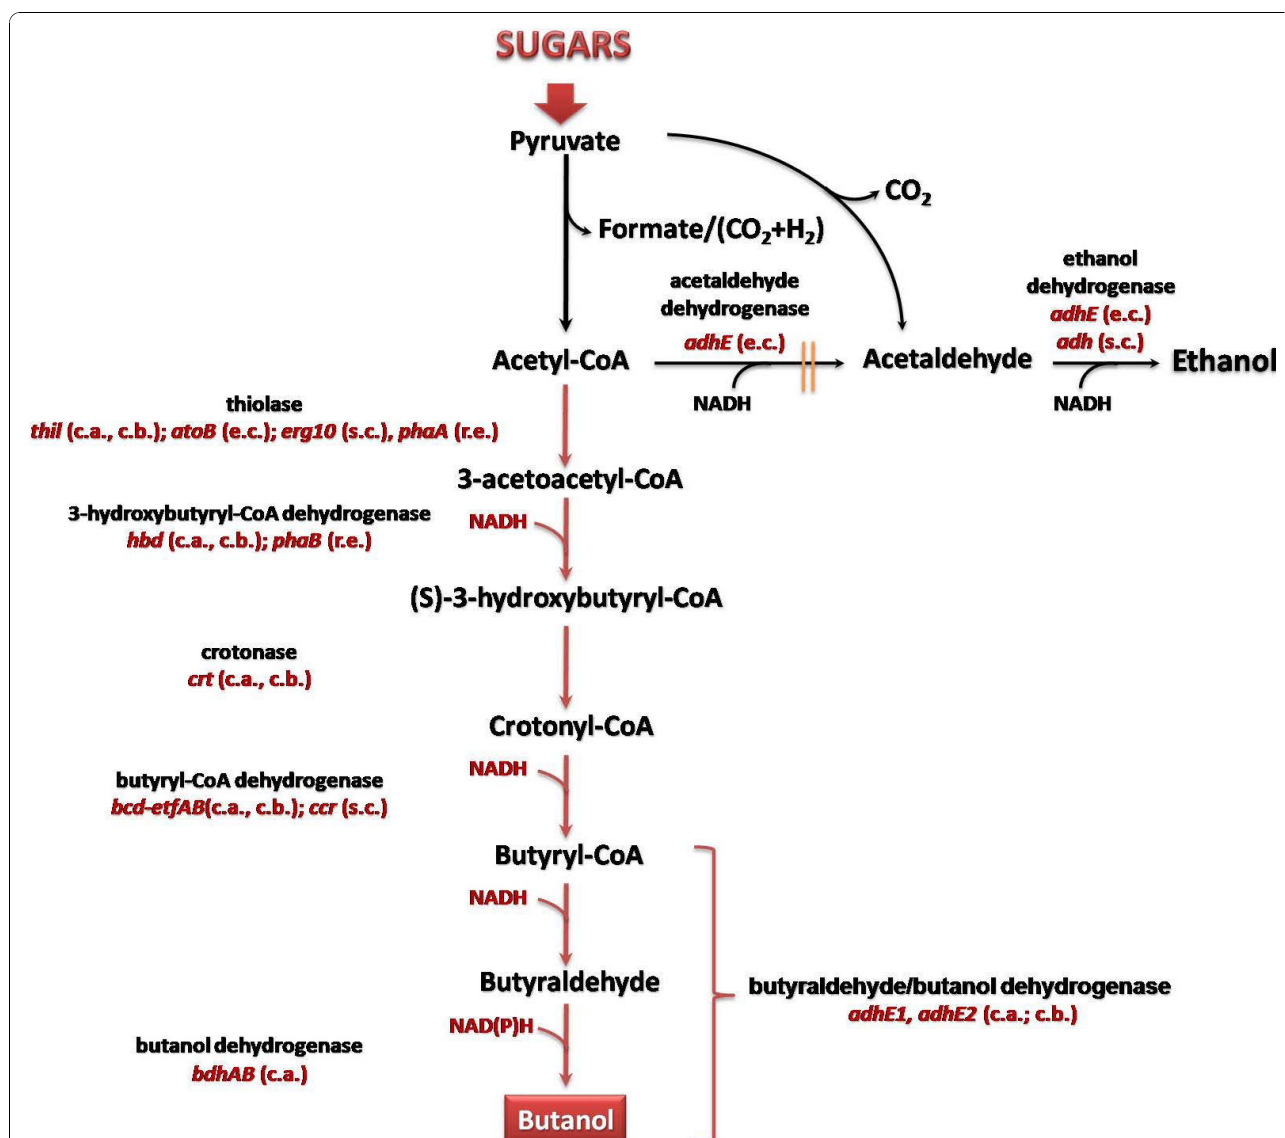 SUGARS
Pyruvate
CO2
Formate/(CO2+H2)
acetaldehyde
dehydrogenase
adhE (e.c.)
ethanol
dehydrogenase
adhE (e.c.)
adh (s.c.)
Acetyl-CoA
Acetaldehyde
Ethanol
NADH
NADH
thiolase
thil (c.a., c.b.); atoB (e.c.); erg10 (s.c.), phaA (r.e.)
3-acetoacetyl-CoA
3-hydroxybutyryl-CoA dehydrogenase
hbd (c.a., c.b.); phaB (r.e.)
NADH
(S)-3-hydroxybutyryl-CoA
crotonase
crt (c.a., c.b.)
Crotonyl-CoA
NADH
butyryl-CoA dehydrogenase
bcd-etfAB(c.a., c.b.); ccr (s.c.)
Butyryl-CoA
NADH
Butyraldehyde
butyraldehyde/butanol dehydrogenase
adhE1, adhE2 (c.a.; c.b.)
NAD(P)H
butanol dehydrogenase
bdhAB (c.a.)
Butanol